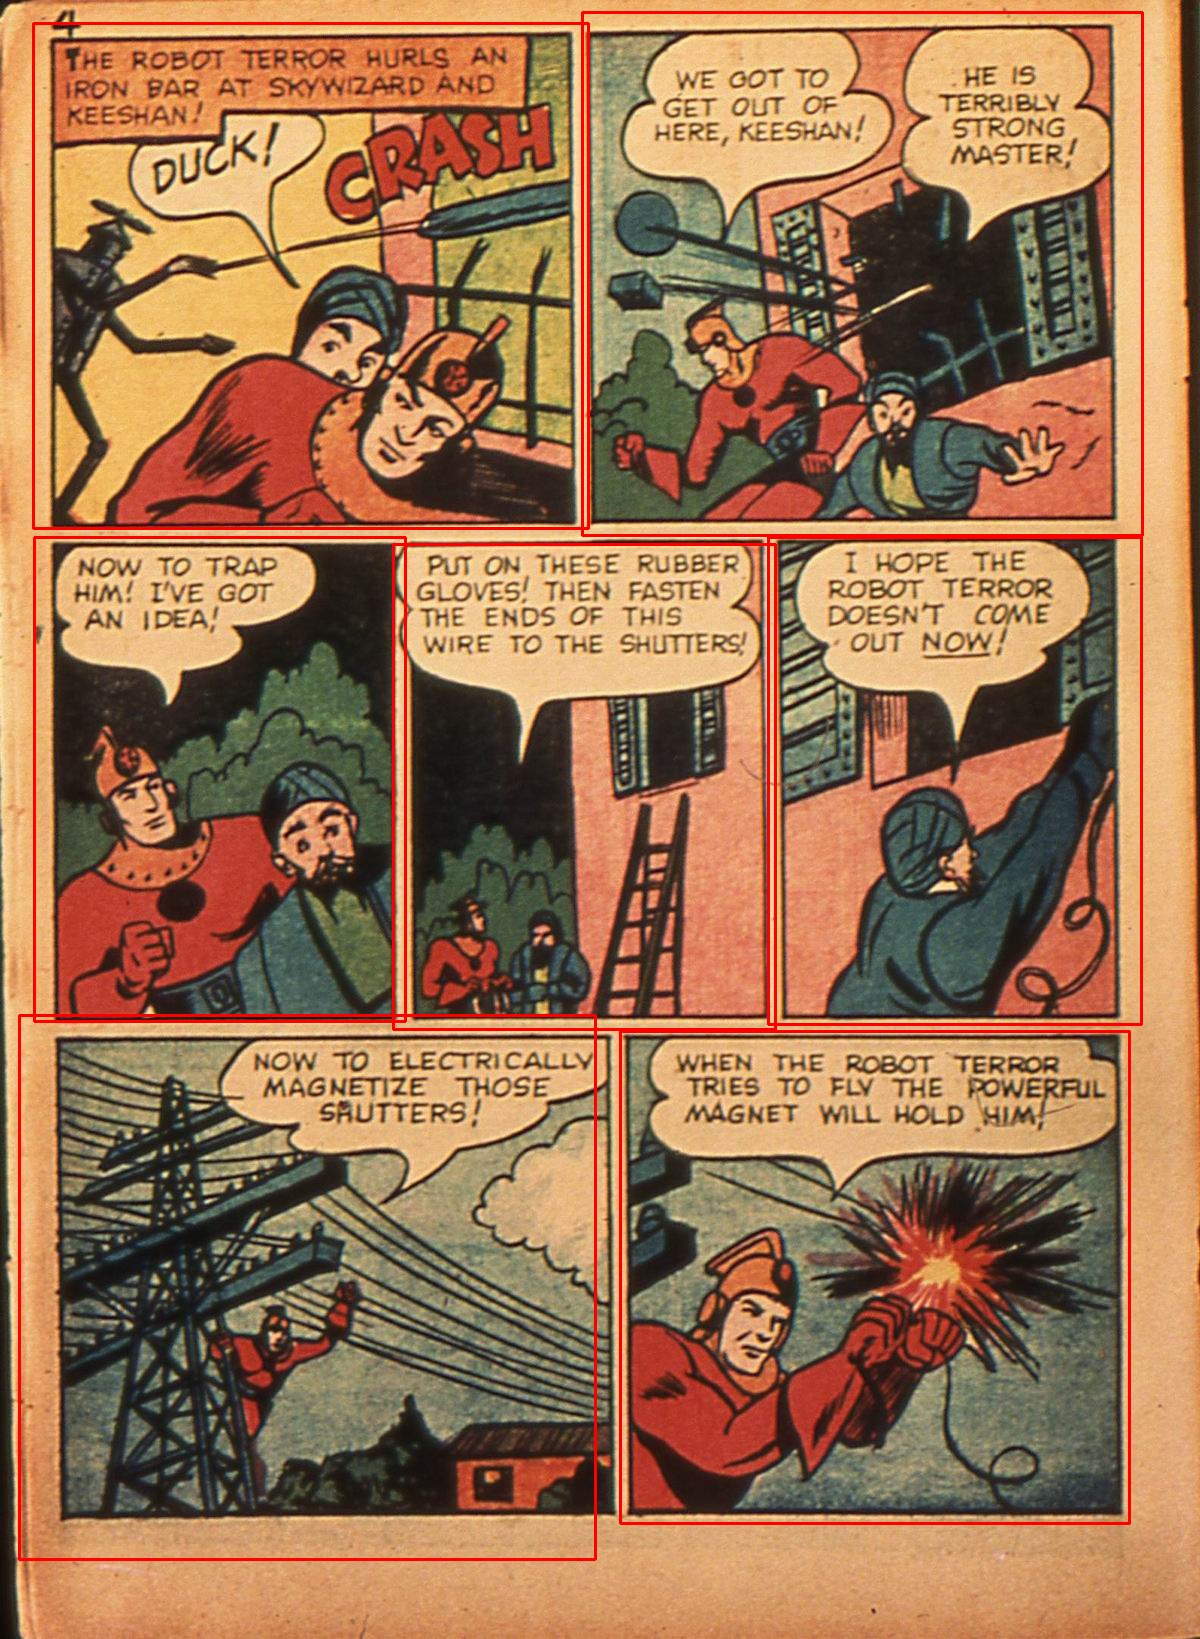 4
THE ROBOT TERROR HURLS AN
IRON BAR AT SKYWIZARD AND
KEESHAN!
DUCK!
CRASH
WE GOT TO
GET OUT OF
HERE, KEESHAN!
HE IS
TERRIBLY
STRONG
MASTER!
NOW TO TRAP
HIM! I'VE GOT
AN IDEA!
PUT ON THESE RUBBER
GLOVES! THEN FASTEN
THE ENDS OF THIS
WIRE TO THE SHUTTERS!
I HOPE THE
ROBOT TERROR
DOESN'T COME
OUT NOW!
NOW TO ELECTRICALLY
MAGNETIZE THOSE
SHUTTERS!
WHEN THE ROBOT TERROR
TRIES TO FLY THE POWERFUL
MAGNET WILL HOLD HIM!